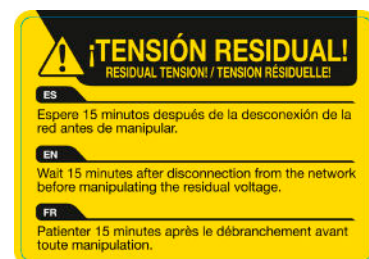 ¡TENSIÓN RESIDUAL!
RESIDUAL TENSION! / TENSION RÉSIDUELLE!
ES
Espere 15 minutos después de la desconexión de la
red antes de manipular.
EN
Wait 15 minutes after disconnection from the network
before manipulating the residual voltage.
FR
Patienter 15 minutes après le débranchement avant
toute manipulation.